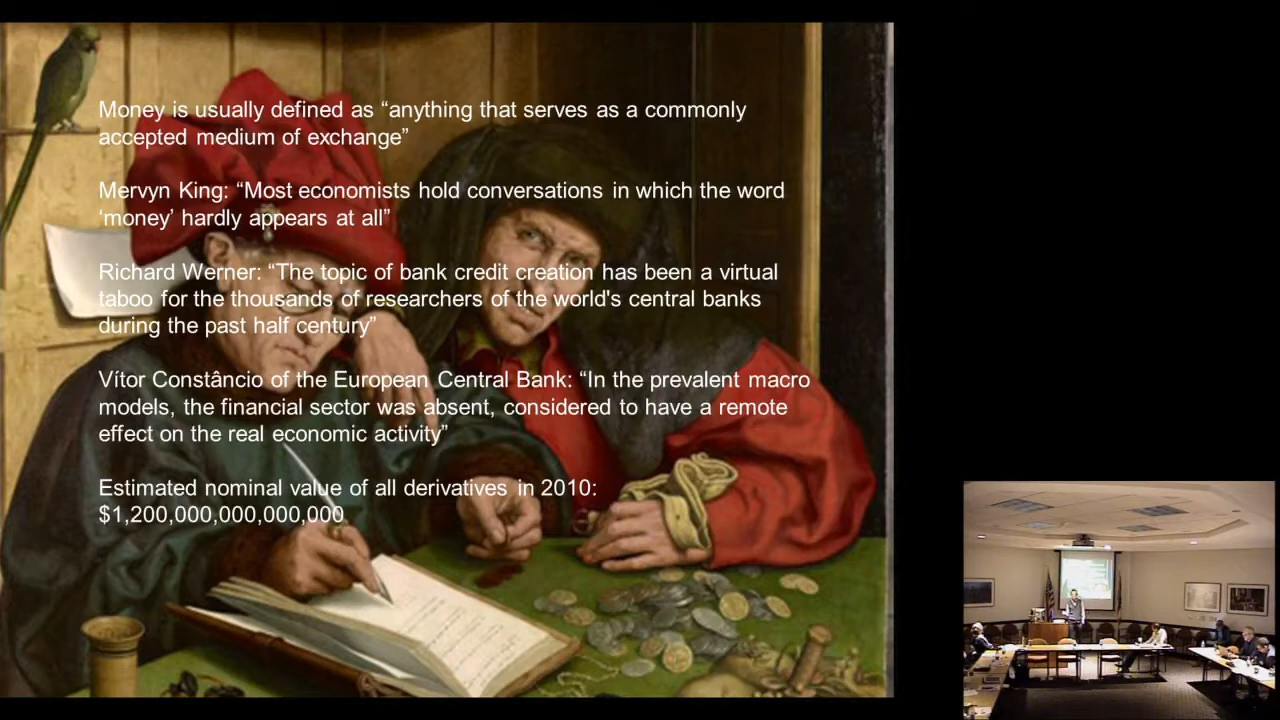 Money is usually defined as “anything that serves as a commonly
accepted medium of exchange”
Mervyn King: “Most economists hold conversations in which the word
‘money’ hardly appears at all”
Richard Werner: “The topic of bank credit creation has been a virtual
taboo for the thousands of researchers of the world's central banks
during the past half century”
Vítor Constâncio of the European Central Bank: “In the prevalent macro
models, the financial sector was absent, considered to have a remote
effect on the real economic activity”
Estimated nominal value of all derivatives in 2010:
$1,200,000,000,000,000